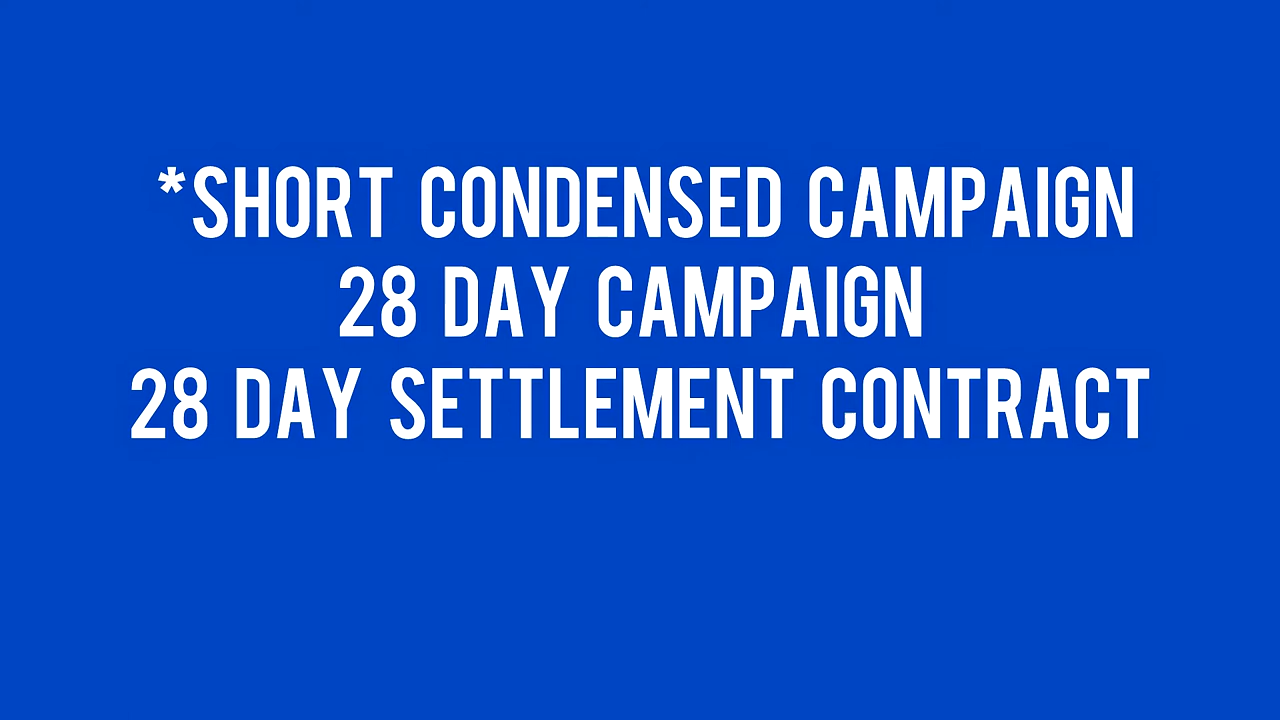 *SHORT CONDENSED CAMPAIGN
28 DAY CAMPAIGN
28 DAY SETTLEMENT CONTRACT